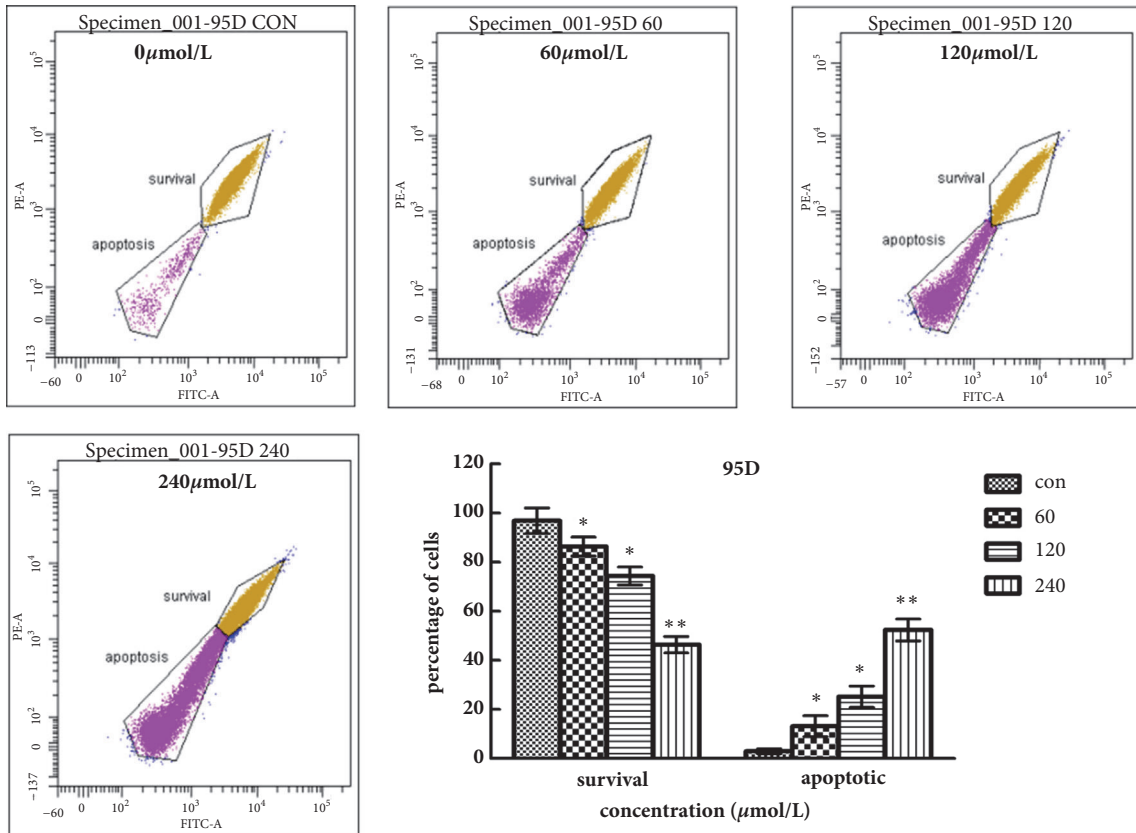 Specimen_001-95D CON
0μmol/L
10⁵
10⁴
10³
10²
0
-113
PE-A
survival
apoptosis
-60 0 10² 10³ 10⁴ 10⁵
FITC-A
Specimen_001-95D 60
60μmol/L
10⁵
10⁴
10³
10²
0
-131
PE-A
survival
apoptosis
-68 0 10² 10³ 10⁴ 10⁵
FITC-A
Specimen_001-95D 120
120μmol/L
10⁵
10⁴
10³
10²
0
-152
PE-A
survival
apoptosis
-57 0 10² 10³ 10⁴ 10⁵
FITC-A
Specimen_001-95D 240
240μmol/L
10⁵
10⁴
10³
10²
0
-137
PE-A
survival
apoptosis
-60 0 10² 10³ 10⁴ 10⁵
FITC-A
95D
120
100
80
60
40
20
0
percentage of cells
* * ** * * **
survival apoptotic
concentration (μmol/L)
con
60
120
240